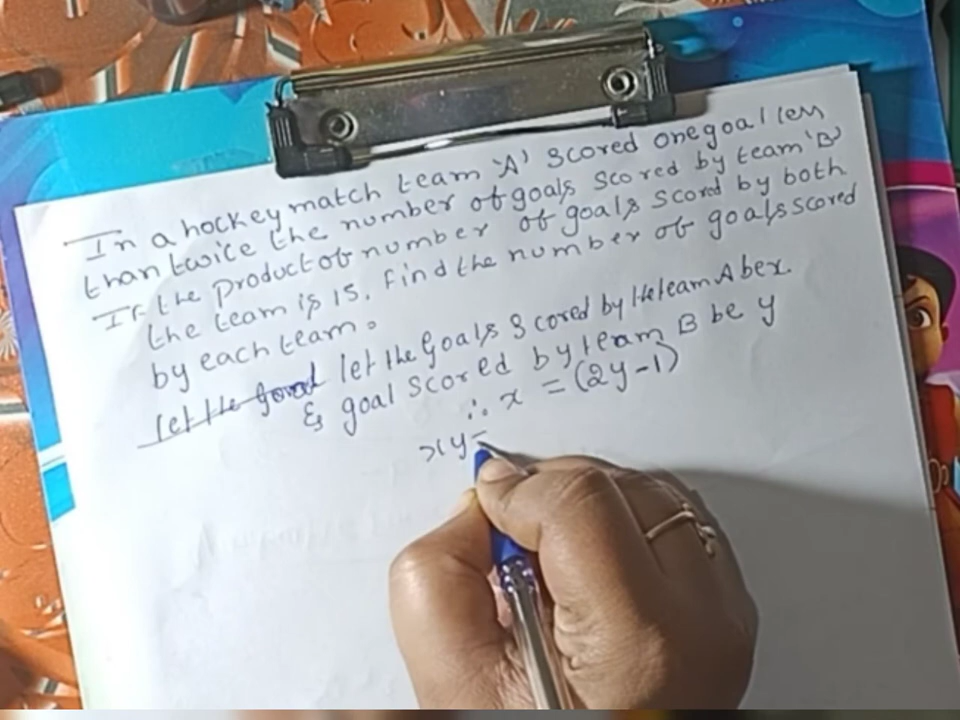 In a hockey match team 'A' scored one goal less
than twice the number of goals scored by team 'B'
If the product of number of goals scored by both
the team is 15. Find the number of goals scored
by each team.
let the let the Goals scored by the team A be x.
& goal scored by team B be y
∴ x = (2y-1)
xy=